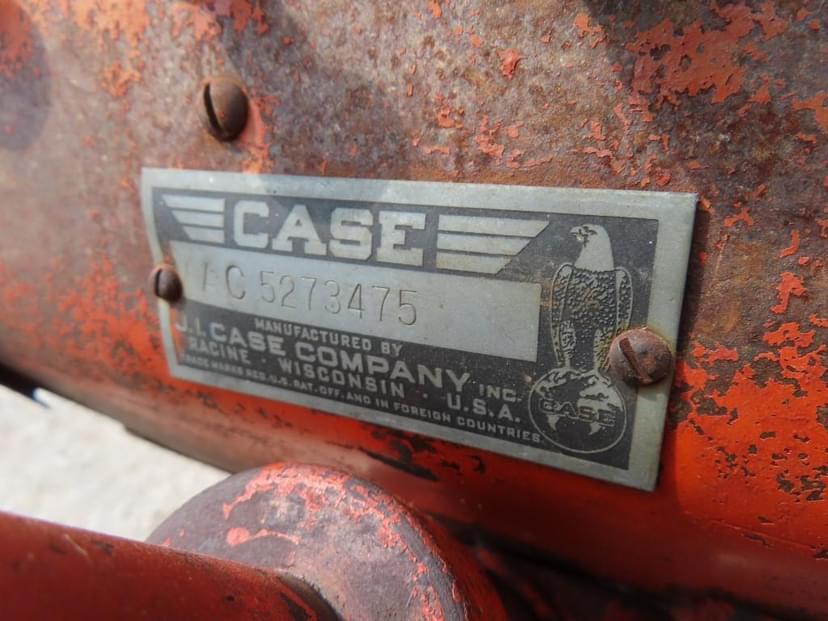 CASE
VAC 5273475
MANUFACTURED BY
J.I. CASE COMPANY INC.
RACINE · WISCONSIN · U.S.A.
TRADE MARKS REG. U.S. PAT. OFF. AND IN FOREIGN COUNTRIES
CASE